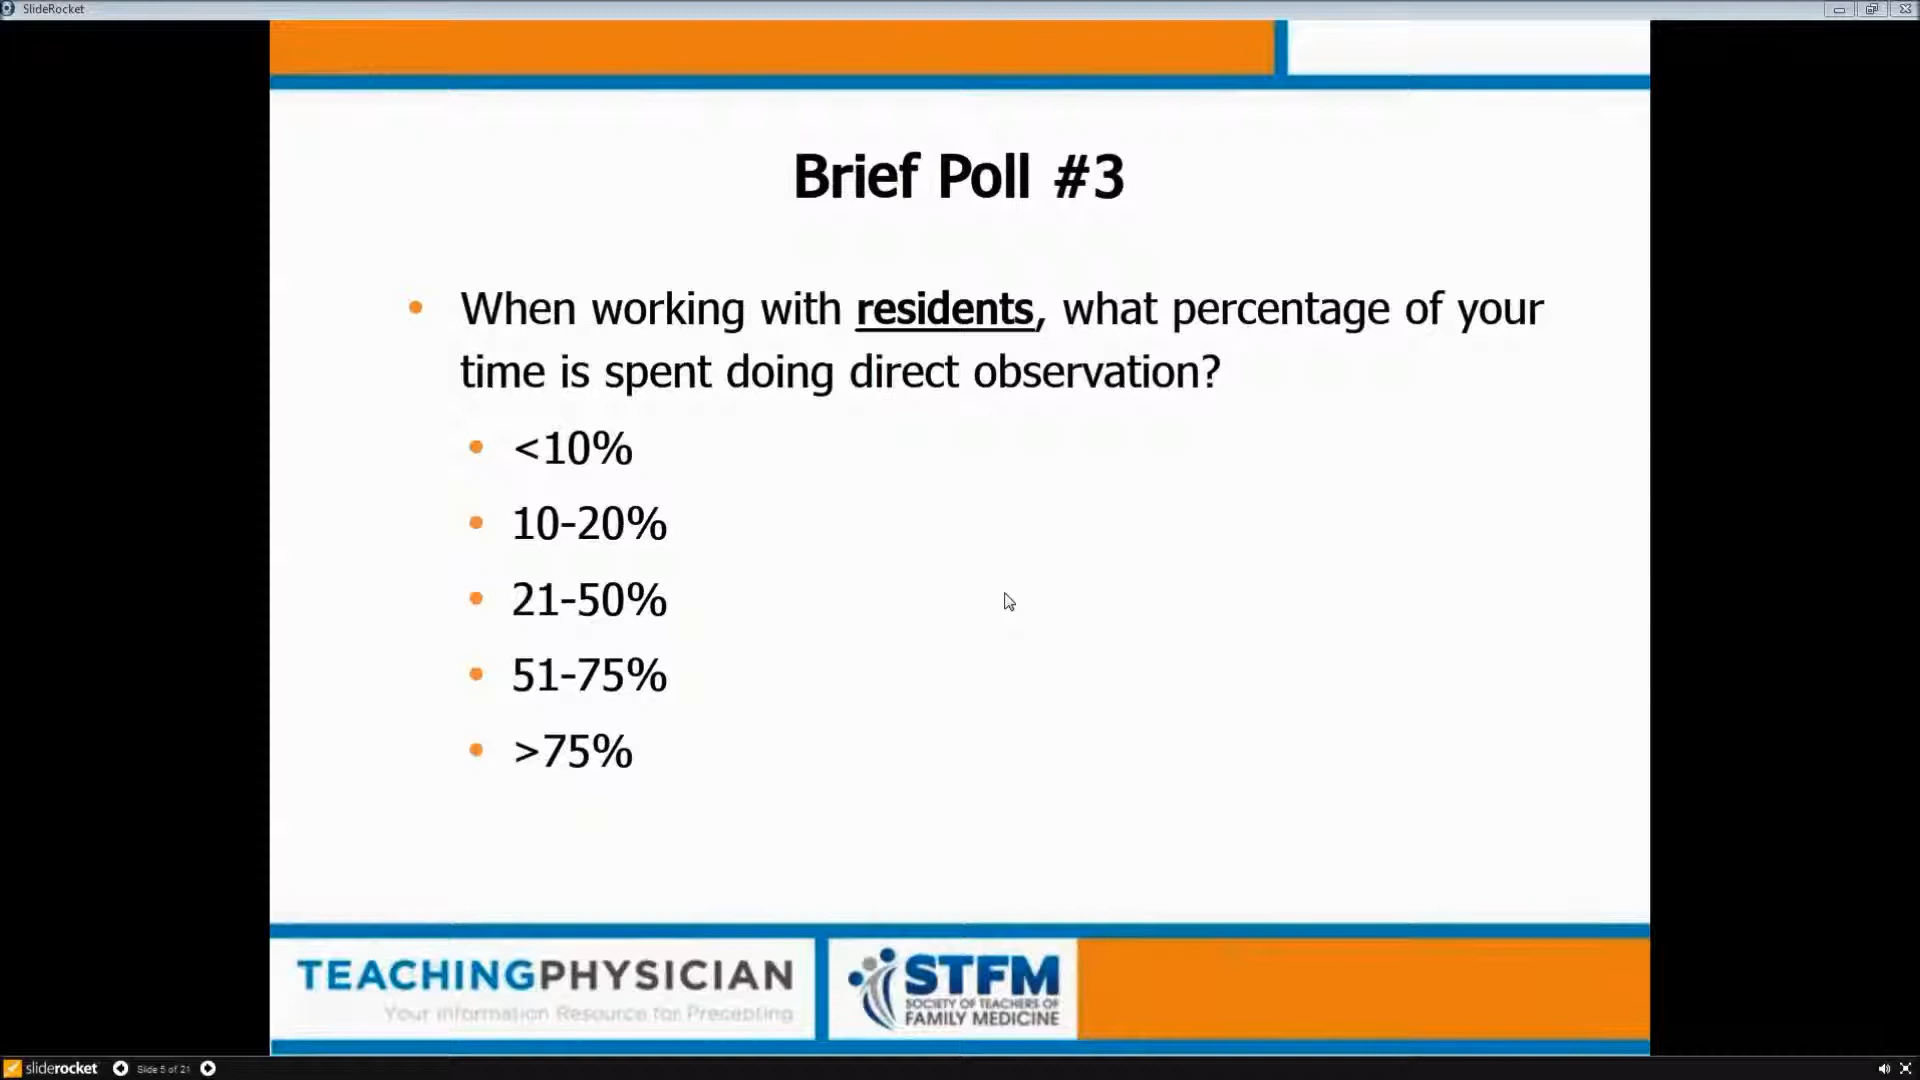 SlideRocket
Brief Poll #3
When working with residents, what percentage of your
time is spent doing direct observation?
<10%
10-20%
21-50%
51-75%
>75%
TEACHINGPHYSICIAN
Your Information Resource for Precepting
STFM
SOCIETY OF TEACHERS OF
FAMILY MEDICINE
sliderocket
Slide 5 of 21